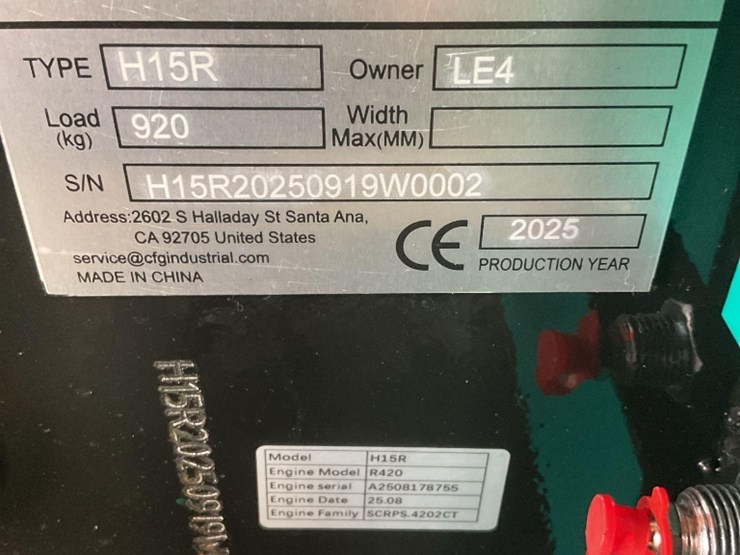 TYPE H15R Owner LE4
Load (kg) 920 Width Max(MM)
S/N H15R20250919W0002
Address:2602 S Halladay St Santa Ana,
CA 92705 United States
service@cfgindustrial.com
MADE IN CHINA
CE 2025
PRODUCTION YEAR
H15R20250919W
Model H15R
Engine Model R420
Engine serial A2508178755
Engine Date 25.08
Engine Family SCRPS.4202CT